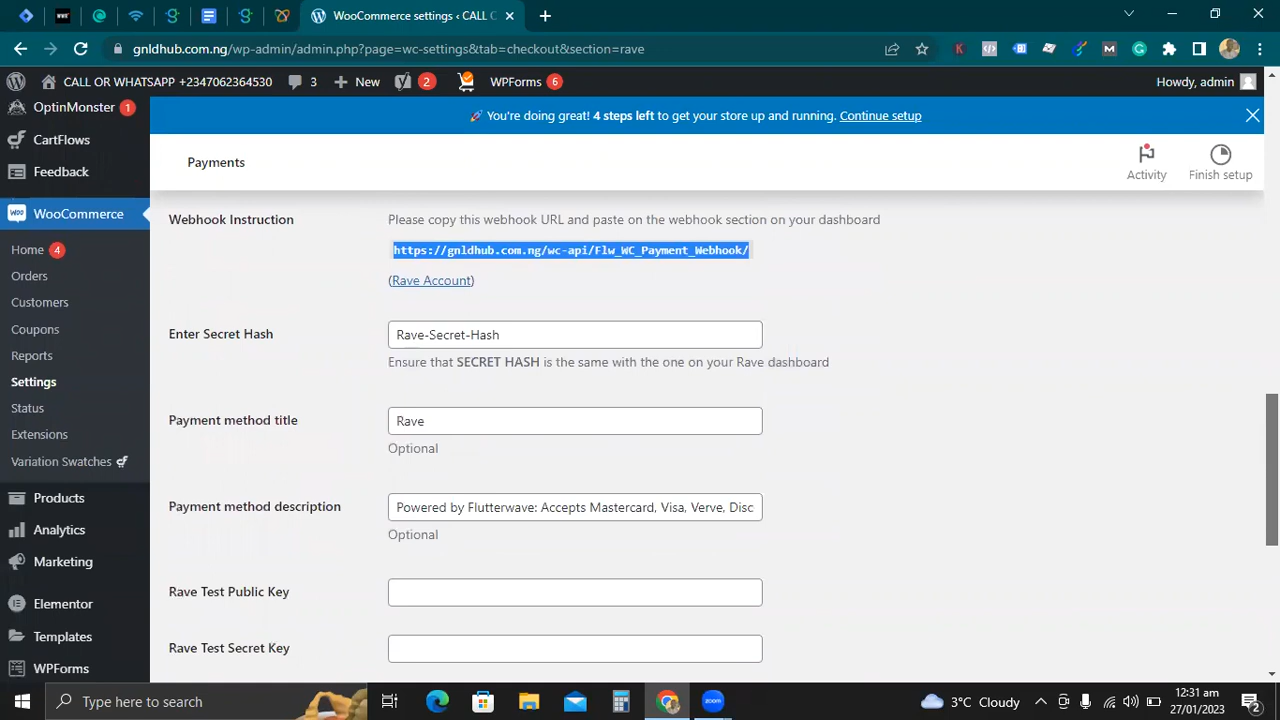 WooCommerce settings ‹ CALL C
gnldhub.com.ng/wp-admin/admin.php?page=wc-settings&tab=checkout&section=rave
CALL OR WHATSAPP +2347062364530
3
New
2
WPForms 6
Howdy, admin
OptinMonster 1
CartFlows
Feedback
WooCommerce
Home 4
Orders
Customers
Coupons
Reports
Settings
Status
Extensions
Variation Swatches
Products
Analytics
Marketing
Elementor
Templates
WPForms
🚀 You're doing great! 4 steps left to get your store up and running. Continue setup
Payments
Activity
Finish setup
Webhook Instruction
Please copy this webhook URL and paste on the webhook section on your dashboard
https://gnldhub.com.ng/wc-api/Flw_WC_Payment_Webhook/
(Rave Account)
Enter Secret Hash
Rave-Secret-Hash
Ensure that SECRET HASH is the same with the one on your Rave dashboard
Payment method title
Rave
Optional
Payment method description
Powered by Flutterwave: Accepts Mastercard, Visa, Verve, Disc
Optional
Rave Test Public Key
Rave Test Secret Key
Type here to search
zoom
3°C Cloudy
12:31 am
27/01/2023
2